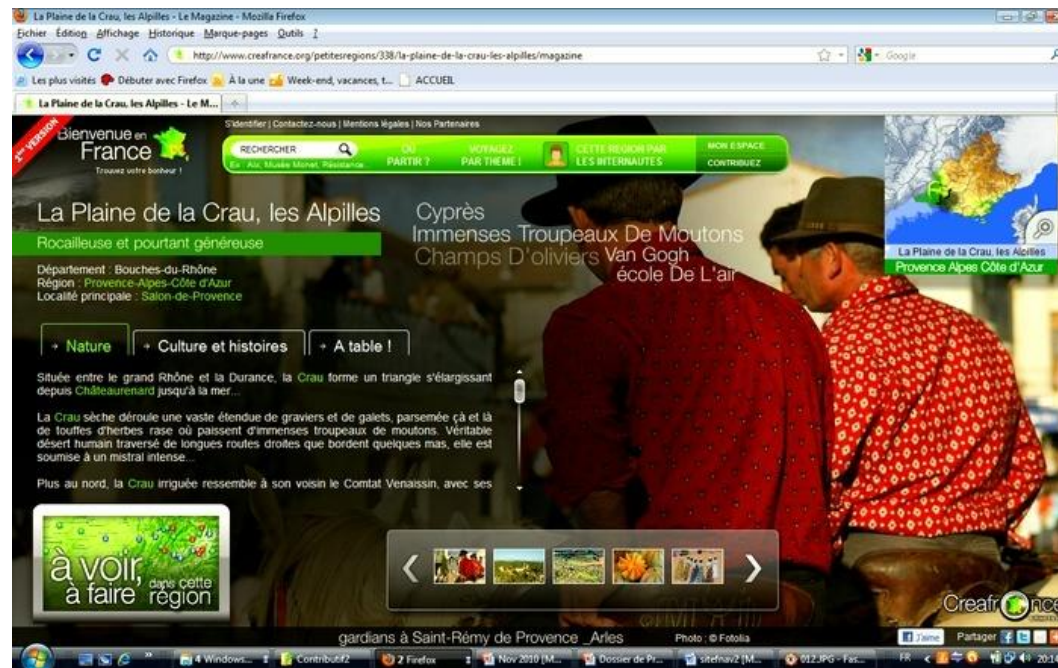 La Plaine de la Crau, les Alpilles - Le Magazine - Mozilla Firefox
Fichier Édition Affichage Historique Marque-pages Outils ?
http://www.creafrance.org/petitesregions/338/la-plaine-de-la-crau-les-alpilles/magazine
Google
Les plus visités Débuter avec Firefox À la une Week-end, vacances, t... ACCUEIL
La Plaine de la Crau, les Alpilles - Le M...
VERSION
Bienvenue en
France
Trouvez votre bonheur !
S'identifier | Contactez-nous | Mentions légales | Nos Partenaires
RECHERCHER
Ex : Aix, Musée Monet, Résistance...
OÙ
PARTIR ?
VOYAGEZ
PAR THEME !
CETTE REGION PAR
LES INTERNAUTES
MON ESPACE
CONTRIBUEZ
La Plaine de la Crau, les Alpilles
Rocailleuse et pourtant généreuse
Département : Bouches-du-Rhône
Région : Provence-Alpes-Côte d'Azur
Localité principale : Salon-de-Provence
Cyprès
Immenses Troupeaux De Moutons
Champs D'oliviers Van Gogh
école De L'air
La Plaine de la Crau, les Alpilles
Provence Alpes Côte d'Azur
Nature
Culture et histoires
A table !
Située entre le grand Rhône et la Durance, la Crau forme un triangle s'élargissant
depuis Châteaurenard jusqu'à la mer...
La Crau sèche déroule une vaste étendue de graviers et de galets, parsemée çà et là
de touffes d'herbes rase où paissent d'immenses troupeaux de moutons. Véritable
désert humain traversé de longues routes droites que bordent quelques mas, elle est
soumise à un mistral intense...
Plus au nord, la Crau irriguée ressemble à son voisin le Comtat Venaissin, avec ses
à voir,
à faire
dans cette
région
gardians à Saint-Rémy de Provence _Arles
Photo : © Fotolia
Creafrance
J'aime
Partager
4 Windows...
Contributif2
2 Firefox
Nov 2010 [M...
Dossier de Pr...
sitefnav2 [M...
012.JPG - Fas...
FR